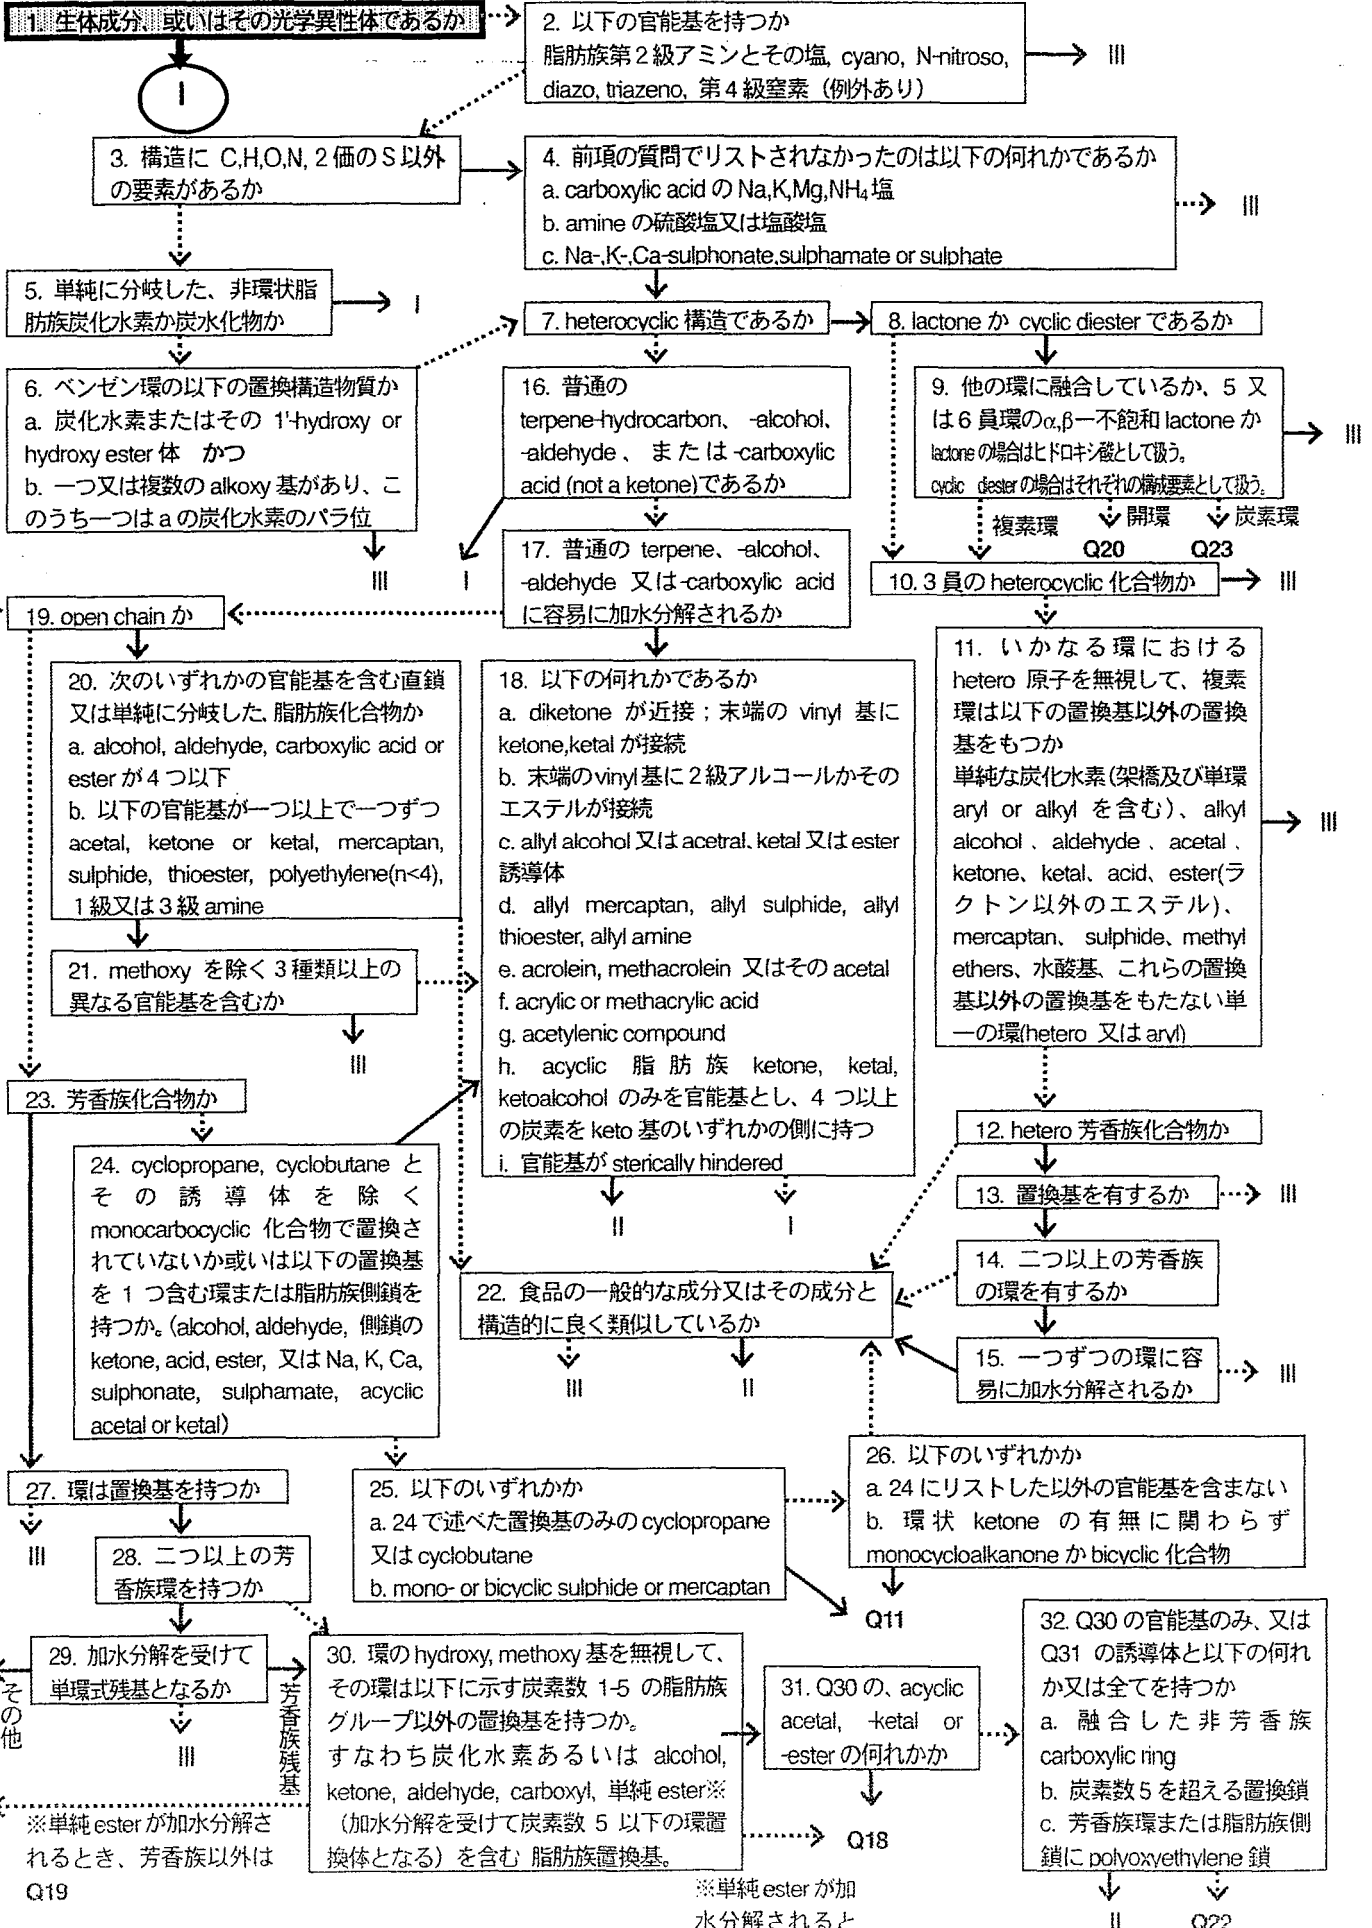 1. 生体成分、或いはその光学異性体であるか
I
2. 以下の官能基を持つか
脂肪族第2級アミンとその塩, cyano, N-nitroso,
diazo, triazeno, 第4級窒素（例外あり）
III
3. 構造に C,H,O,N, 2価のS以外
の要素があるか
4. 前項の質問でリストされなかったのは以下の何れかであるか
a. carboxylic acid の Na,K,Mg,NH₄塩
b. amine の硫酸塩又は塩酸塩
c. Na-,K-,Ca-sulphonate,sulphamate or sulphate
III
5. 単純に分岐した、非環状脂
肪族炭化水素か炭水化物か
I
7. heterocyclic 構造であるか
8. lactone か cyclic diester であるか
6. ベンゼン環の以下の置換構造物質か
a. 炭化水素またはその 1'-hydroxy or
hydroxy ester 体 かつ
b. 一つ又は複数の alkoxy 基があり、こ
のうち一つは a の炭化水素のパラ位
III
16. 普通の
terpene-hydrocarbon、 -alcohol、
-aldehyde 、または -carboxylic
acid (not a ketone)であるか
I
9. 他の環に融合しているか、5 又
は6員環のα,β－不飽和 lactone か
lactone の場合はヒドロキシ酸として扱う。
cyclic diester の場合はそれぞれの構成要素として扱う。
III
複素環
開環
Q20
炭素環
Q23
17. 普通の terpene、-alcohol、
-aldehyde 又は-carboxylic acid
に容易に加水分解されるか
10. 3 員の heterocyclic 化合物か
III
19. open chain か
11. いかなる環における
hetero 原子を無視して、複素
環は以下の置換基以外の置換
基をもつか
単純な炭化水素(架橋及び単環
aryl or alkyl を含む)、alkyl
alcohol 、aldehyde 、acetal 、
ketone、ketal、acid、ester(ラ
クトン以外のエステル)、
mercaptan、 sulphide、methyl
ethers、水酸基、これらの置換
基以外の置換基をもたない単
一の環(hetero 又は aryl)
III
20. 次のいずれかの官能基を含む直鎖
又は単純に分岐した、脂肪族化合物か
a. alcohol, aldehyde, carboxylic acid or
ester が 4 つ以下
b. 以下の官能基が一つ以上で一つずつ
acetal, ketone or ketal, mercaptan,
sulphide, thioester, polyethylene(n<4),
1 級又は 3 級 amine
18. 以下の何れかであるか
a. diketone が近接；末端の vinyl 基に
ketone,ketal が接続
b. 末端のvinyl基に2級アルコールかその
エステルが接続
c. allyl alcohol 又は acetral、ketal 又は ester
誘導体
d. allyl mercaptan, allyl sulphide, allyl
thioester, allyl amine
e. acrolein, methacrolein 又はその acetal
f. acrylic or methacrylic acid
g. acetylenic compound
h. acyclic 脂肪族 ketone, ketal,
ketoalcohol のみを官能基とし、4 つ以上
の炭素を keto 基のいずれかの側に持つ
i. 官能基が sterically hindered
II
I
21. methoxy を除く 3 種類以上の
異なる官能基を含むか
III
23. 芳香族化合物か
12. hetero 芳香族化合物か
24. cyclopropane, cyclobutane と
その誘導体を除く
monocarbocyclic 化合物で置換さ
れていないか或いは以下の置換基
を 1 つ含む環または脂肪族側鎖を
持つか。(alcohol, aldehyde, 側鎖の
ketone, acid, ester, 又は Na, K, Ca,
sulphonate, sulphamate, acyclic
acetal or ketal)
13. 置換基を有するか
III
14. 二つ以上の芳香族
の環を有するか
22. 食品の一般的な成分又はその成分と
構造的に良く類似しているか
III
II
15. 一つずつの環に容
易に加水分解されるか
III
27. 環は置換基を持つか
III
25. 以下のいずれかか
a. 24 で述べた置換基のみの cyclopropane
又は cyclobutane
b. mono- or bicyclic sulphide or mercaptan
26. 以下のいずれかか
a. 24 にリストした以外の官能基を含まない
b. 環状 ketone の有無に関わらず
monocycloalkanone か bicyclic 化合物
Q11
28. 二つ以上の芳
香族環を持つか
29. 加水分解を受けて
単環式残基となるか
その他
芳香族残基
III
※単純 ester が加水分解さ
れるとき、芳香族以外は
Q19
30. 環の hydroxy, methoxy 基を無視して、
その環は以下に示す炭素数 1-5 の脂肪族
グループ以外の置換基を持つか。
すなわち炭化水素あるいは alcohol,
ketone, aldehyde, carboxyl, 単純 ester※
（加水分解を受けて炭素数 5 以下の環置
換体となる）を含む 脂肪族置換基。
31. Q30 の、acyclic
acetal, -ketal or
-ester の何れかか
Q18
※単純 ester が加
水分解されると
32. Q30 の官能基のみ、又は
Q31 の誘導体と以下の何れ
か又は全てを持つか
a. 融合した非芳香族
carboxylic ring
b. 炭素数 5 を超える置換鎖
c. 芳香族環または脂肪族側
鎖に polyoxyethylene 鎖
II
Q22